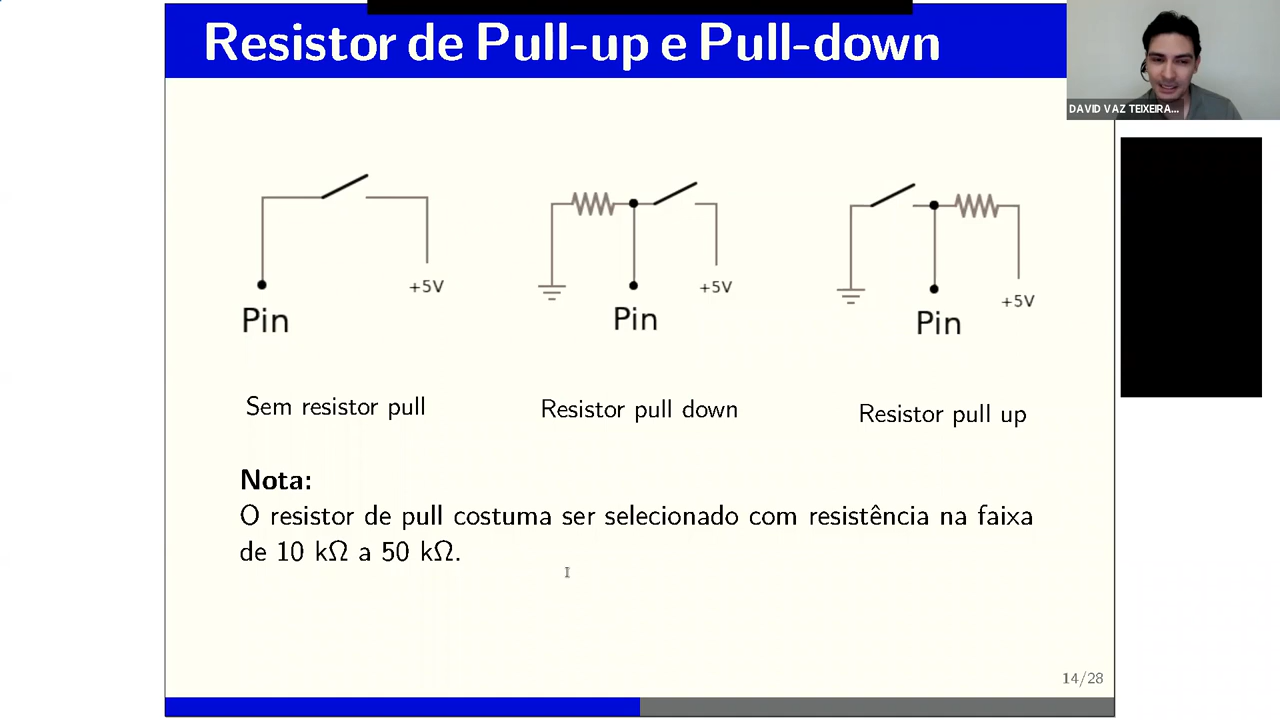 Resistor de Pull-up e Pull-down
DAVID VAZ TEIXEIRA...
+5V
+5V
+5V
Pin
Pin
Pin
Sem resistor pull
Resistor pull down
Resistor pull up
Nota:
O resistor de pull costuma ser selecionado com resistência na faixa
de 10 kΩ a 50 kΩ.
14/28